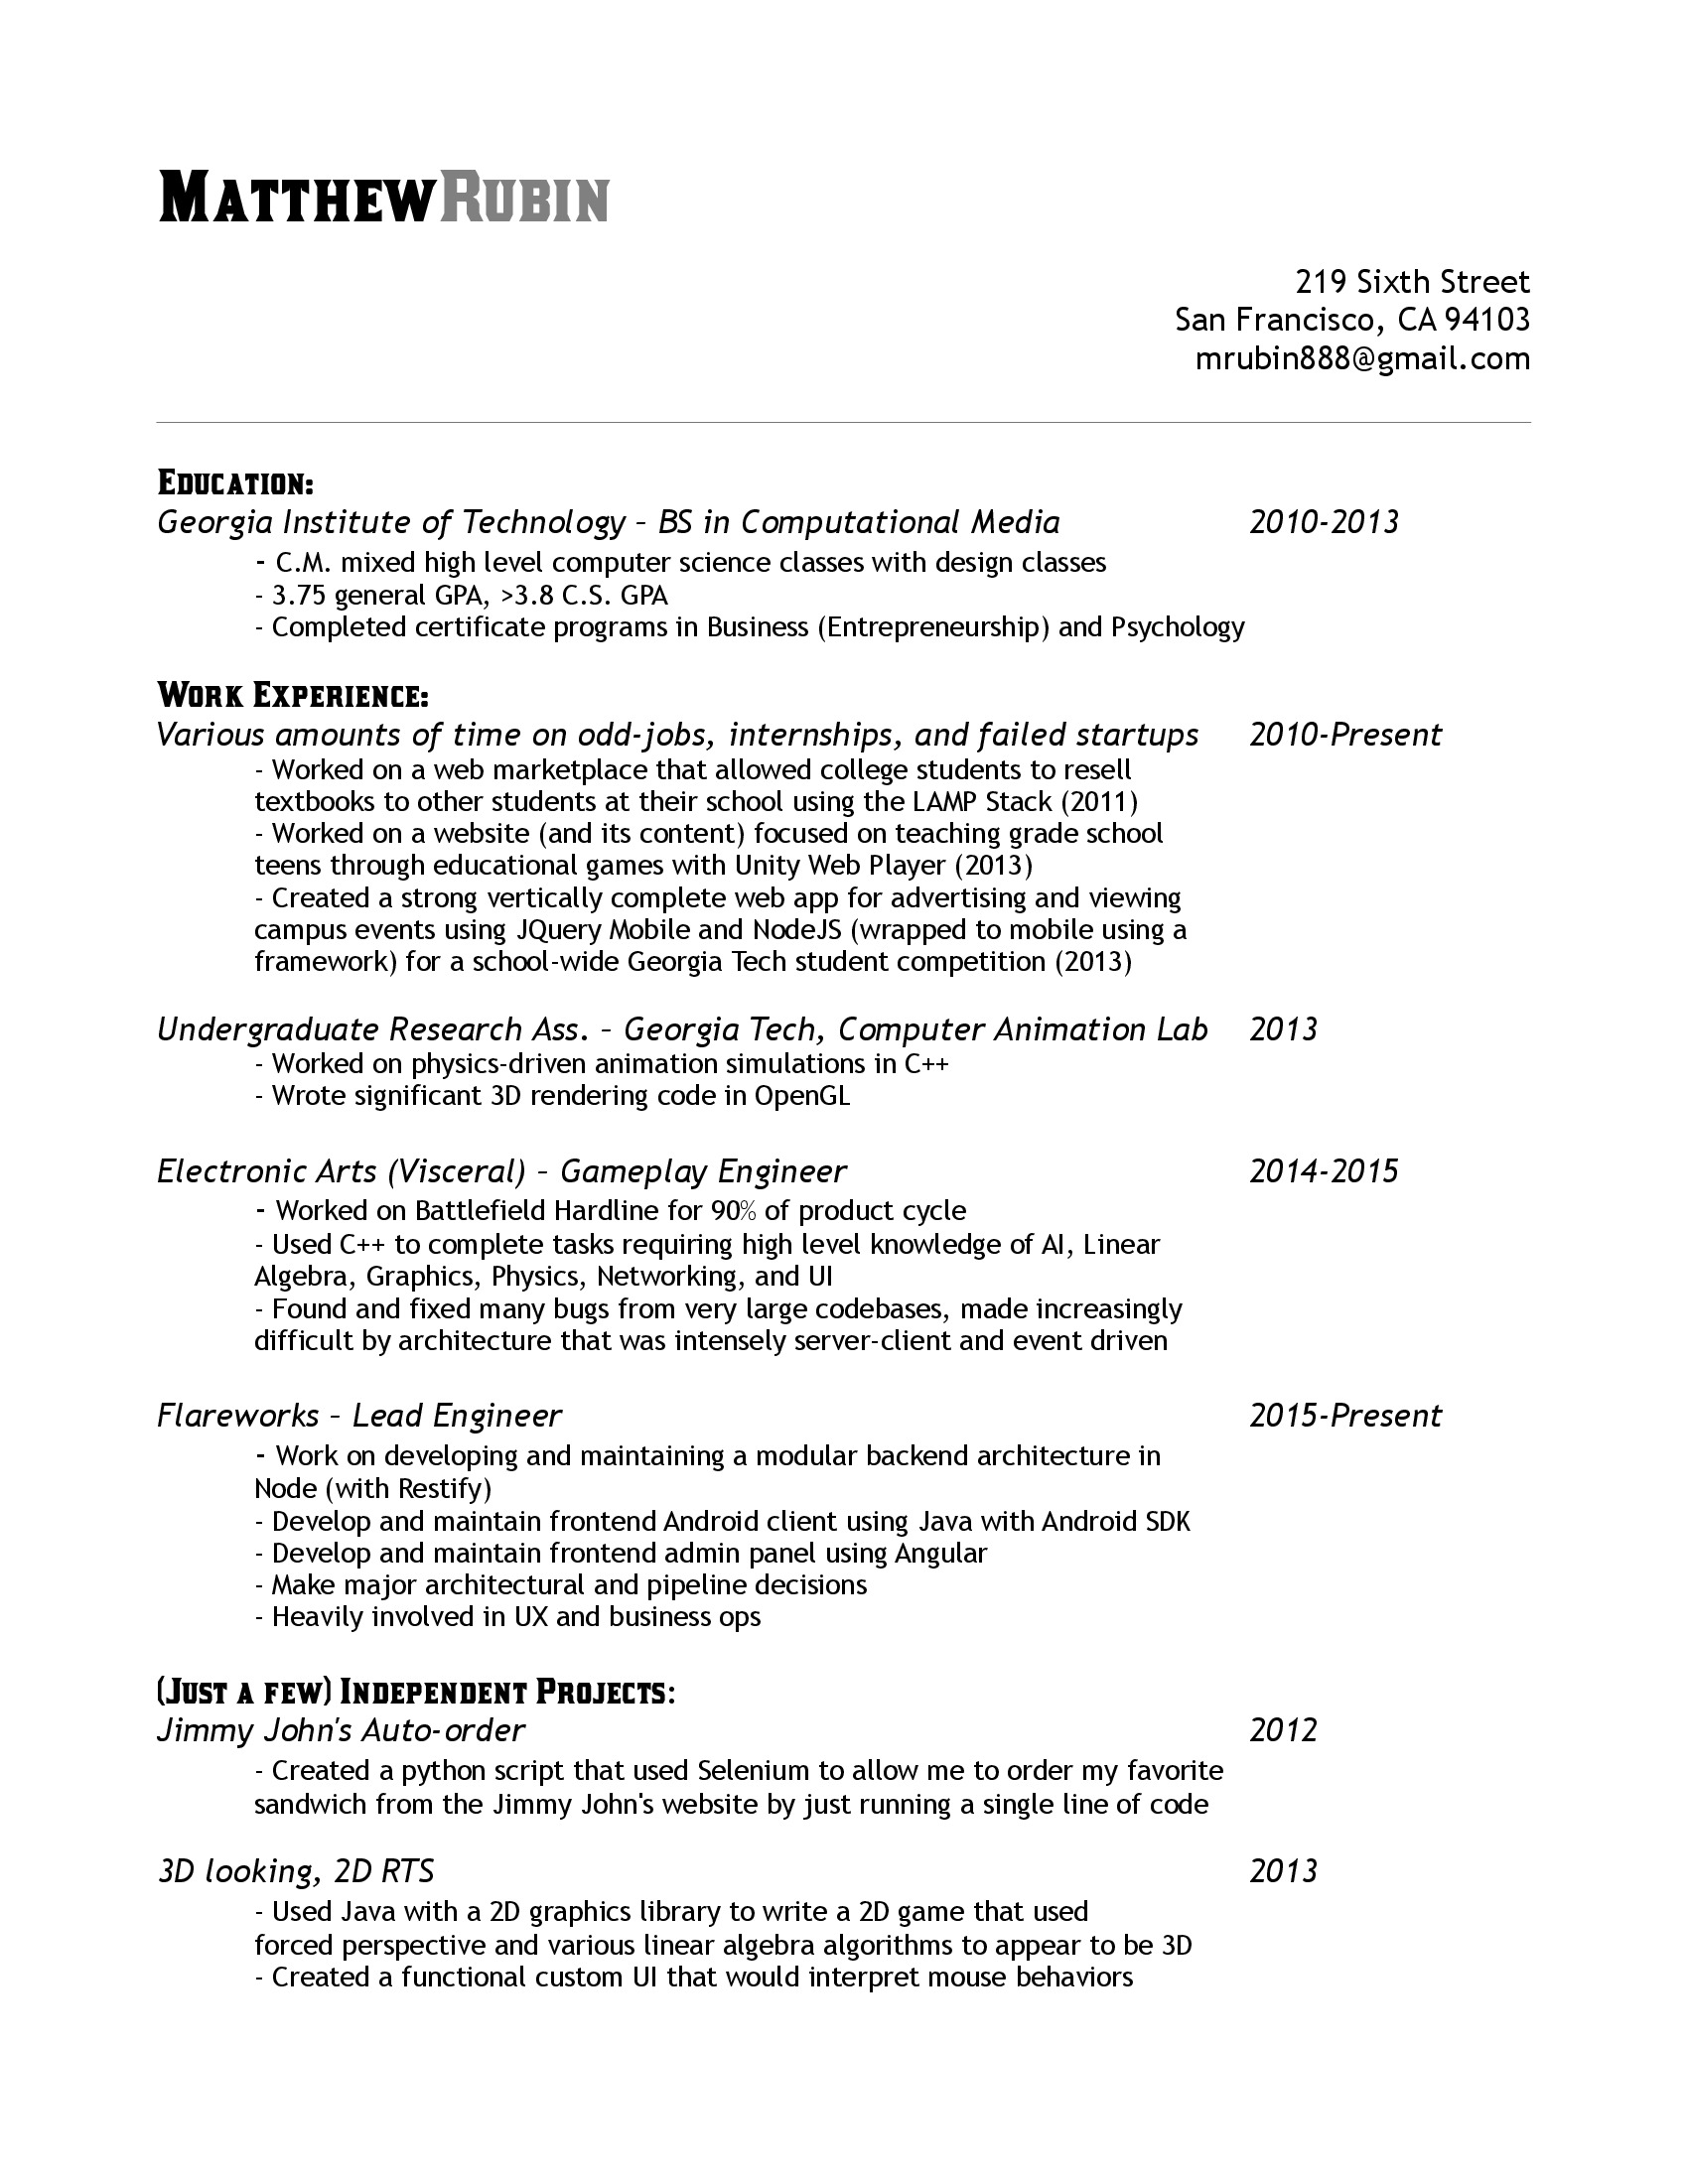 MatthewRubin
219 Sixth Street
San Francisco, CA 94103
mrubin888@gmail.com
Education:
Georgia Institute of Technology – BS in Computational Media 2010-2013
- C.M. mixed high level computer science classes with design classes
- 3.75 general GPA, >3.8 C.S. GPA
- Completed certificate programs in Business (Entrepreneurship) and Psychology
Work Experience:
Various amounts of time on odd-jobs, internships, and failed startups 2010-Present
- Worked on a web marketplace that allowed college students to resell
textbooks to other students at their school using the LAMP Stack (2011)
- Worked on a website (and its content) focused on teaching grade school
teens through educational games with Unity Web Player (2013)
- Created a strong vertically complete web app for advertising and viewing
campus events using JQuery Mobile and NodeJS (wrapped to mobile using a
framework) for a school-wide Georgia Tech student competition (2013)
Undergraduate Research Ass. – Georgia Tech, Computer Animation Lab 2013
- Worked on physics-driven animation simulations in C++
- Wrote significant 3D rendering code in OpenGL
Electronic Arts (Visceral) – Gameplay Engineer 2014-2015
- Worked on Battlefield Hardline for 90% of product cycle
- Used C++ to complete tasks requiring high level knowledge of AI, Linear
Algebra, Graphics, Physics, Networking, and UI
- Found and fixed many bugs from very large codebases, made increasingly
difficult by architecture that was intensely server-client and event driven
Flareworks – Lead Engineer 2015-Present
- Work on developing and maintaining a modular backend architecture in
Node (with Restify)
- Develop and maintain frontend Android client using Java with Android SDK
- Develop and maintain frontend admin panel using Angular
- Make major architectural and pipeline decisions
- Heavily involved in UX and business ops
(Just a few) Independent Projects:
Jimmy John's Auto-order 2012
- Created a python script that used Selenium to allow me to order my favorite
sandwich from the Jimmy John's website by just running a single line of code
3D looking, 2D RTS 2013
- Used Java with a 2D graphics library to write a 2D game that used
forced perspective and various linear algebra algorithms to appear to be 3D
- Created a functional custom UI that would interpret mouse behaviors